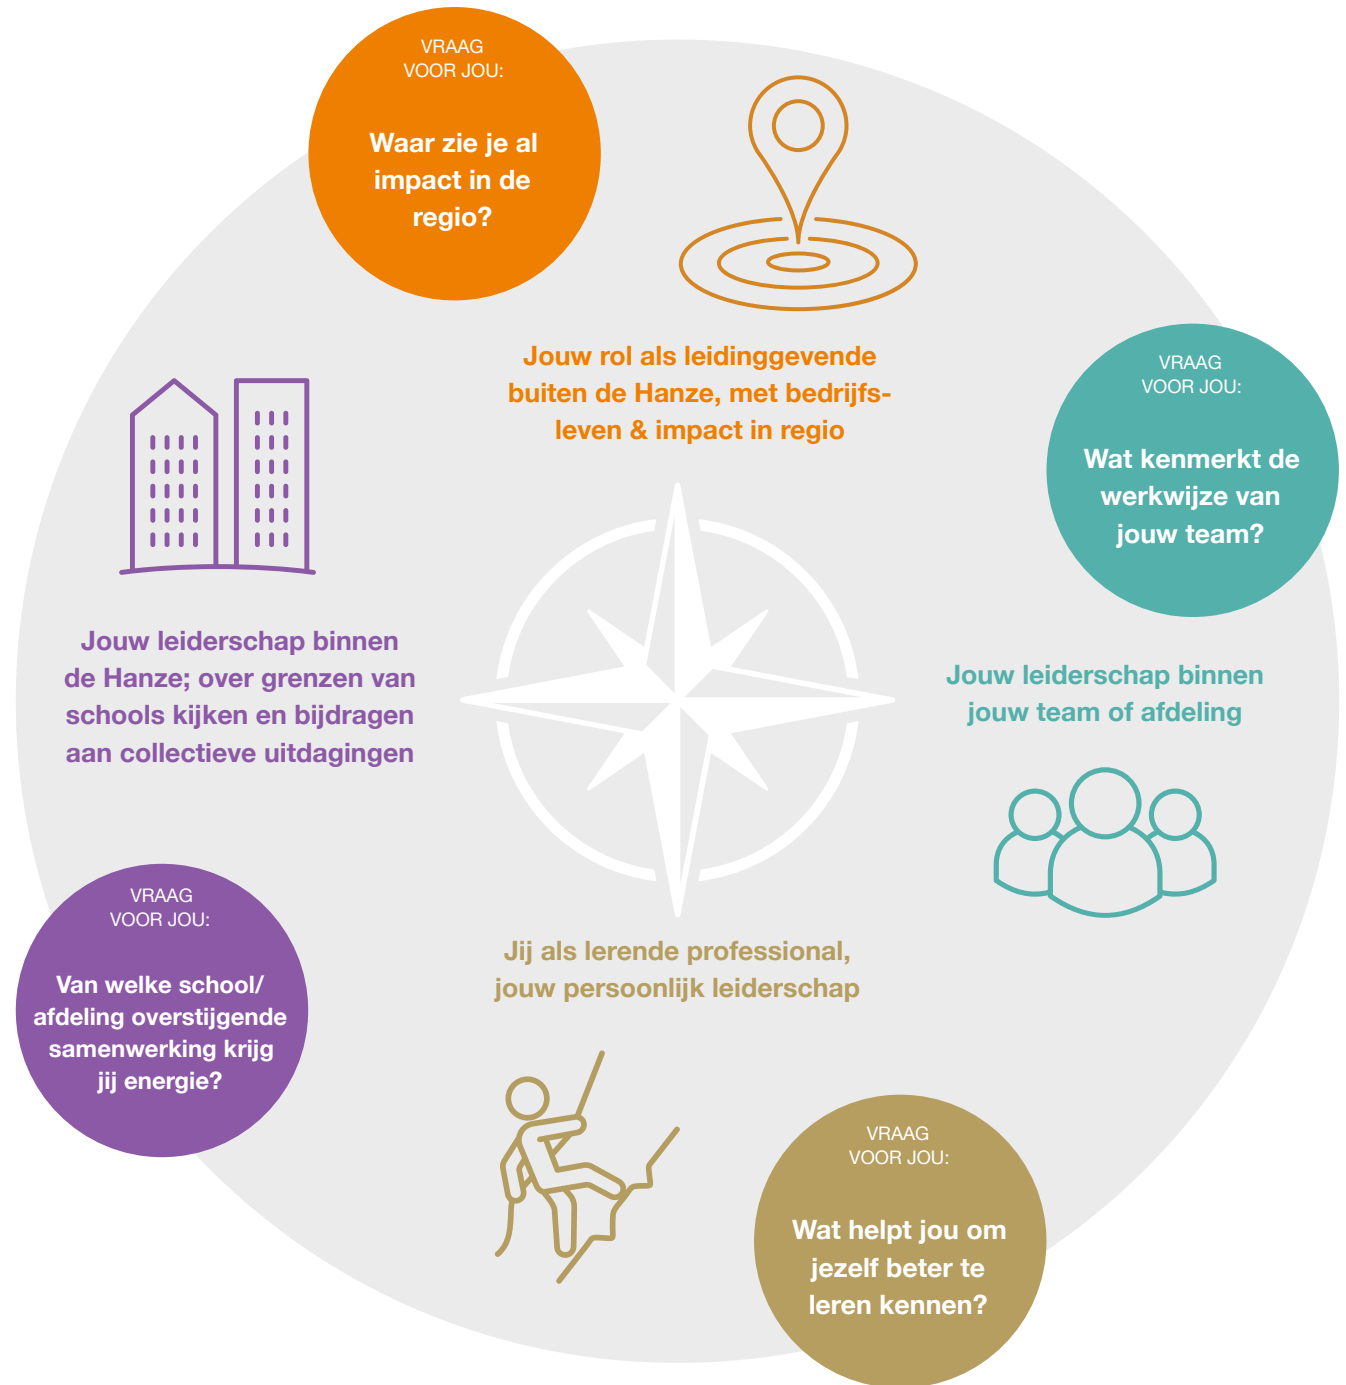 VRAAG
VOOR JOU:
Waar zie je al
impact in de
regio?
Jouw rol als leidinggevende
buiten de Hanze, met bedrijfs-
leven & impact in regio
VRAAG
VOOR JOU:
Wat kenmerkt de
werkwijze van
jouw team?
Jouw leiderschap binnen
de Hanze; over grenzen van
schools kijken en bijdragen
aan collectieve uitdagingen
Jouw leiderschap binnen
jouw team of afdeling
VRAAG
VOOR JOU:
Van welke school/
afdeling overstijgende
samenwerking krijg
jij energie?
Jij als lerende professional,
jouw persoonlijk leiderschap
VRAAG
VOOR JOU:
Wat helpt jou om
jezelf beter te
leren kennen?